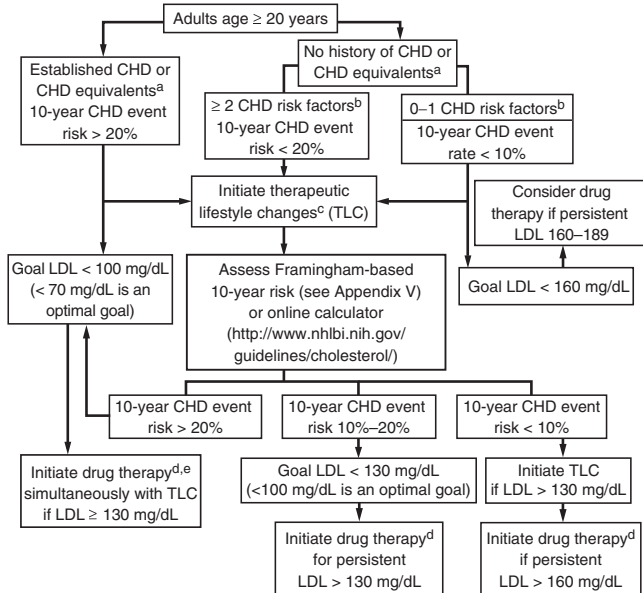 Adults age ≥ 20 years
No history of CHD or
CHD equivalentsᵃ
Established CHD or
CHD equivalentsᵃ
10-year CHD event
risk > 20%
≥ 2 CHD risk factorsᵇ
10-year CHD event
risk < 20%
0–1 CHD risk factorsᵇ
10-year CHD event
rate < 10%
Initiate therapeutic
lifestyle changesᶜ (TLC)
Consider drug
therapy if persistent
LDL 160–189
Goal LDL < 100 mg/dL
(< 70 mg/dL is an
optimal goal)
Assess Framingham-based
10-year risk (see Appendix V)
or online calculator
(http://www.nhlbi.nih.gov/
guidelines/cholesterol/)
Goal LDL < 160 mg/dL
10-year CHD event
risk > 20%
10-year CHD event
risk 10%–20%
10-year CHD event
risk < 10%
Initiate drug therapyᵈ,ᵉ
simultaneously with TLC
if LDL ≥ 130 mg/dL
Goal LDL < 130 mg/dL
(<100 mg/dL is an optimal goal)
Initiate TLC
if LDL > 130 mg/dL
Initiate drug therapyᵈ
for persistent
LDL > 130 mg/dL
Initiate drug therapyᵈ
if persistent
LDL > 160 mg/dL